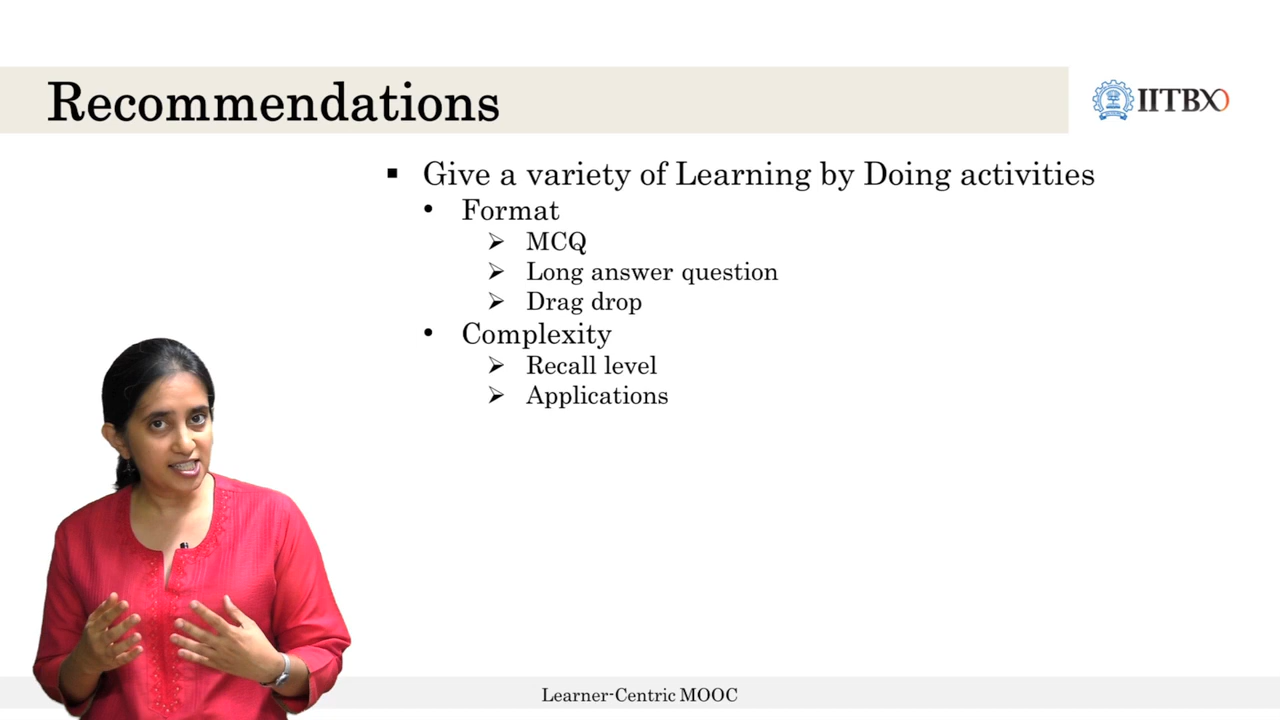 Recommendations
IITBX
▪ Give a variety of Learning by Doing activities
• Format
➢ MCQ
➢ Long answer question
➢ Drag drop
• Complexity
➢ Recall level
➢ Applications
Learner-Centric MOOC